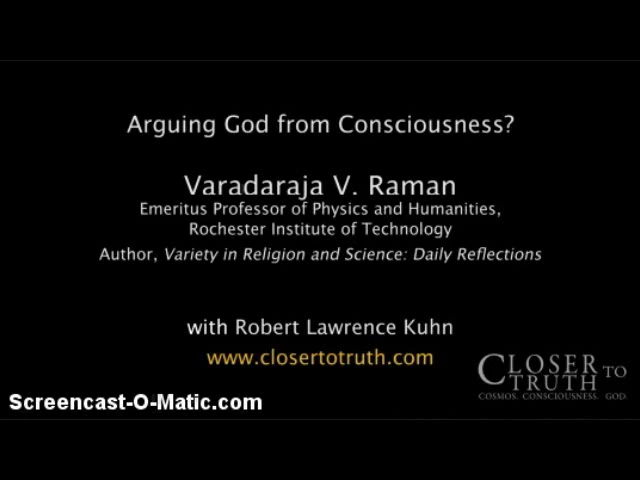 Arguing God from Consciousness?
Varadaraja V. Raman
Emeritus Professor of Physics and Humanities,
Rochester Institute of Technology
Author, Variety in Religion and Science: Daily Reflections
with Robert Lawrence Kuhn
www.closertotruth.com
CLOSER TO
TRUTH
COSMOS. CONSCIOUSNESS. GOD.
Screencast-O-Matic.com